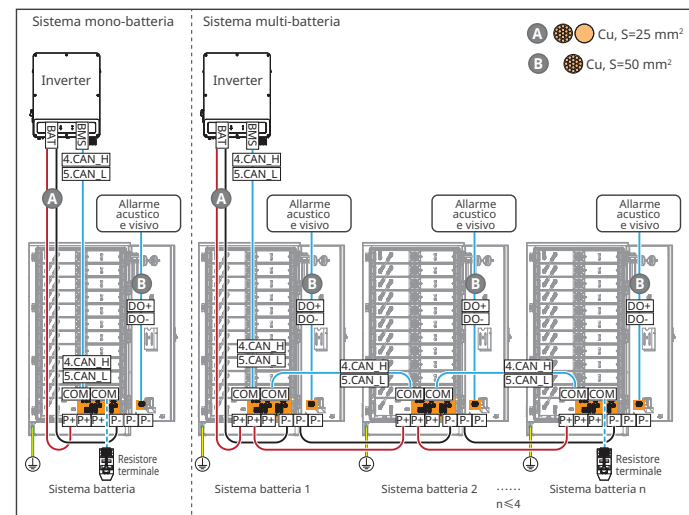 Sistema mono-batteria
Sistema multi-batteria
A Cu, S=25 mm²
B Cu, S=50 mm²
Inverter
BAT
BMS
4.CAN_H
5.CAN_L
A
Allarme
acustico
e visivo
B
DO+
DO-
4.CAN_H
5.CAN_L
COM COM
P+ P+ P+ P- P- P-
Resistore
terminale
Sistema batteria
Inverter
BAT
BMS
4.CAN_H
5.CAN_L
A
Allarme
acustico
e visivo
B
DO+
DO-
4.CAN_H
5.CAN_L
COM COM
P+ P+ P+ P- P- P-
Sistema batteria 1
4.CAN_H
5.CAN_L
Allarme
acustico
e visivo
B
DO+
DO-
COM COM
P+ P+ P+ P- P- P-
Sistema batteria 2
4.CAN_H
5.CAN_L
......
n≤4
Allarme
acustico
e visivo
B
DO+
DO-
COM COM
P+ P+ P+ P- P- P-
Resistore
terminale
Sistema batteria n